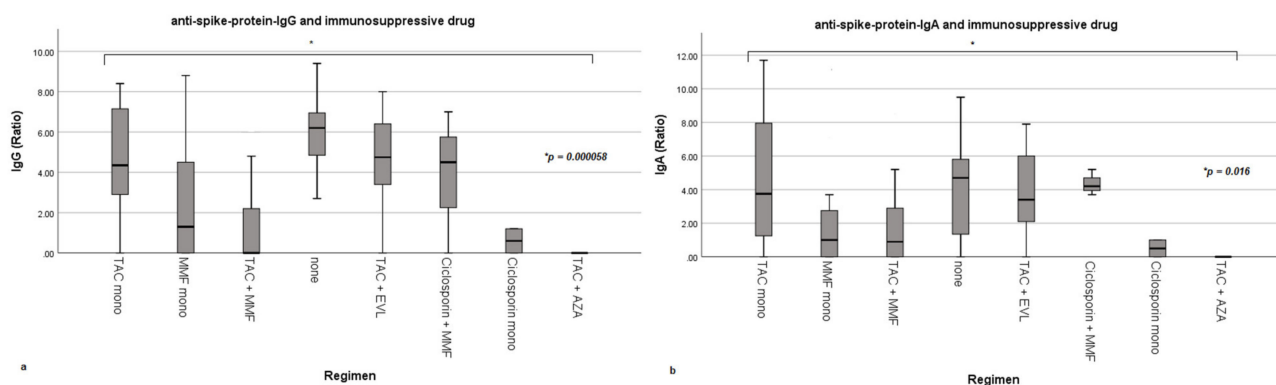 anti-spike-protein-IgG and immunosuppressive drug
*
10.00
8.00
6.00
4.00
2.00
.00
IgG (Ratio)
*p = 0.000058
TAC mono
MMF mono
TAC + MMF
none
TAC + EVL
Ciclosporin + MMF
Ciclosporin mono
TAC + AZA
Regimen
a
anti-spike-protein-IgA and immunosuppressive drug
*
12.00
10.00
8.00
6.00
4.00
2.00
.00
IgA (Ratio)
*p = 0.016
TAC mono
MMF mono
TAC + MMF
none
TAC + EVL
Ciclosporin + MMF
Ciclosporin mono
TAC + AZA
Regimen
b